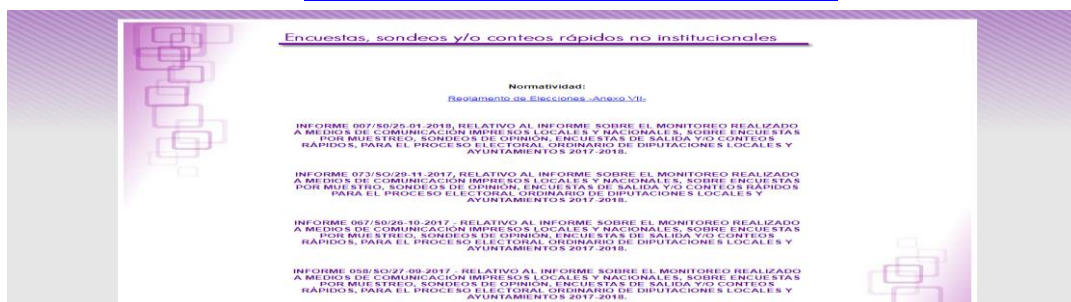 Encuestas, sondeos y/o conteos rápidos no institucionales
Normatividad:
Reglamento de Elecciones -Anexo VII-
INFORME 007/S0/25-01-2018, RELATIVO AL INFORME SOBRE EL MONITOREO REALIZADO
A MEDIOS DE COMUNICACIÓN IMPRESOS LOCALES Y NACIONALES, SOBRE ENCUESTAS
POR MUESTREO, SONDEOS DE OPINIÓN, ENCUESTAS DE SALIDA Y/O CONTEOS
RÁPIDOS, PARA EL PROCESO ELECTORAL ORDINARIO DE DIPUTACIONES LOCALES Y
AYUNTAMIENTOS 2017-2018.
INFORME 073/SO/29-11-2017, RELATIVO AL INFORME SOBRE EL MONITOREO REALIZADO
A MEDIOS DE COMUNICACIÓN IMPRESOS LOCALES Y NACIONALES, SOBRE ENCUESTAS
POR MUESTRO, SONDEOS DE OPINIÓN, ENCUESTAS DE SALIDA Y/O CONTEOS RÁPIDOS
PARA EL PROCESO ELECTORAL ORDINARIO DE DIPUTACIONES LOCALES Y
AYUNTAMIENTOS 2017-2018.
INFORME 067/S0/26-10-2017 - RELATIVO AL INFORME SOBRE EL MONITOREO REALIZADO
A MEDIOS DE COMUNICACIÓN IMPRESOS LOCALES Y NACIONALES, SOBRE ENCUESTAS
POR MUESTREO, SONDEOS DE OPINIÓN, ENCUESTAS DE SALIDA Y/O CONTEOS
RÁPIDOS, PARA EL PROCESO ELECTORAL ORDINARIO DE DIPUTACIONES LOCALES Y
AYUNTAMIENTOS 2017-2018.
INFORME 058/SO/27-09-2017 - RELATIVO AL INFORME SOBRE EL MONITOREO REALIZADO
A MEDIOS DE COMUNICACIÓN IMPRESOS LOCALES Y NACIONALES, SOBRE ENCUESTAS
POR MUESTREO, SONDEOS DE OPINIÓN, ENCUESTAS DE SALIDA Y/O CONTEOS
RÁPIDOS, PARA EL PROCESO ELECTORAL ORDINARIO DE DIPUTACIONES LOCALES Y
AYUNTAMIENTOS 2017-2018.